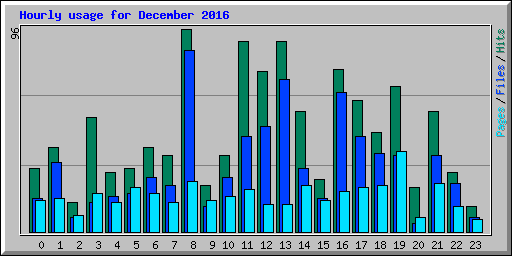 Hourly usage for December 2016
96
Pages/Files/Hits
0 1 2 3 4 5 6 7 8 9 10 11 12 13 14 15 16 17 18 19 20 21 22 23